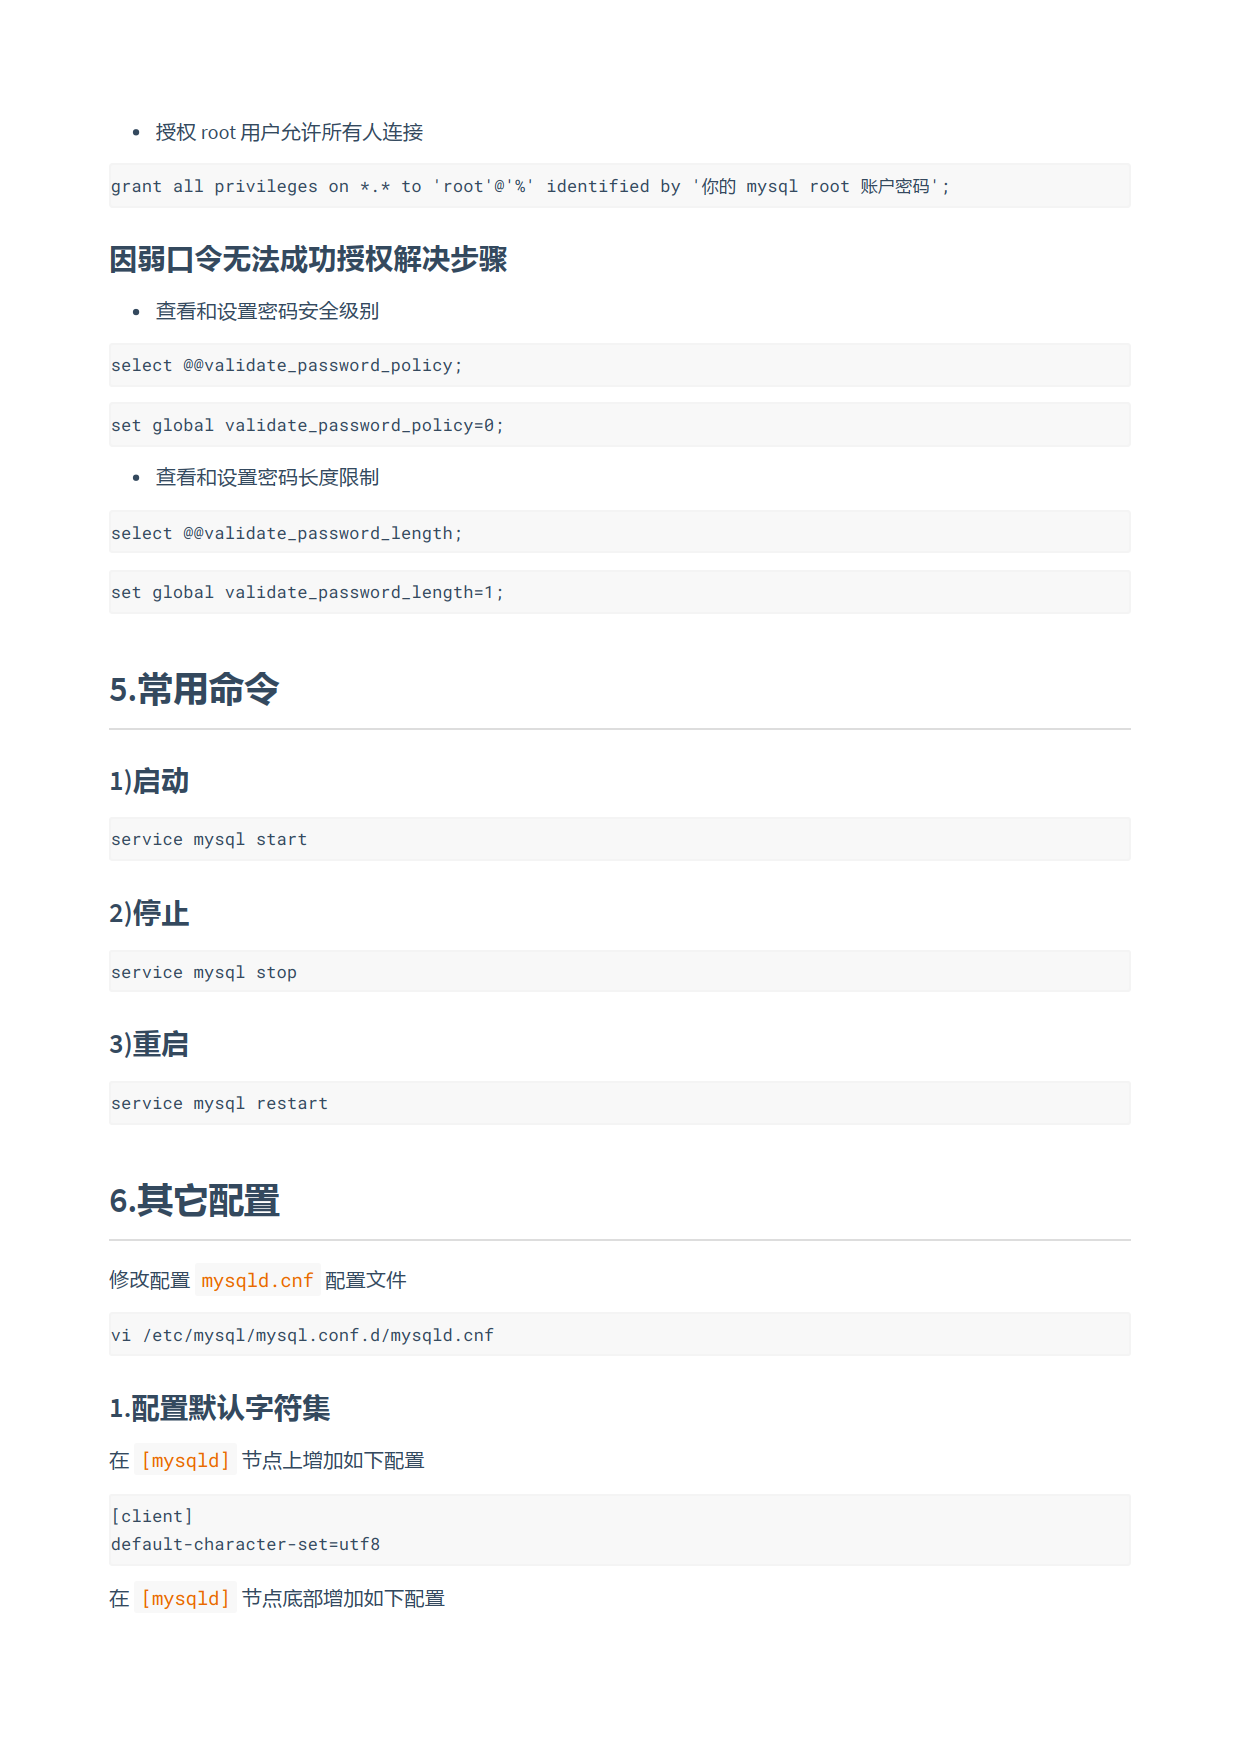 • 授权 root 用户允许所有人连接
grant all privileges on *.* to 'root'@'%' identified by '你的 mysql root 账户密码';
因弱口令无法成功授权解决步骤
• 查看和设置密码安全级别
select @@validate_password_policy;
set global validate_password_policy=0;
• 查看和设置密码长度限制
select @@validate_password_length;
set global validate_password_length=1;
5.常用命令
1)启动
service mysql start
2)停止
service mysql stop
3)重启
service mysql restart
6.其它配置
修改配置 mysqld.cnf 配置文件
vi /etc/mysql/mysql.conf.d/mysqld.cnf
1.配置默认字符集
在 [mysqld] 节点上增加如下配置
[client]
default-character-set=utf8
在 [mysqld] 节点底部增加如下配置